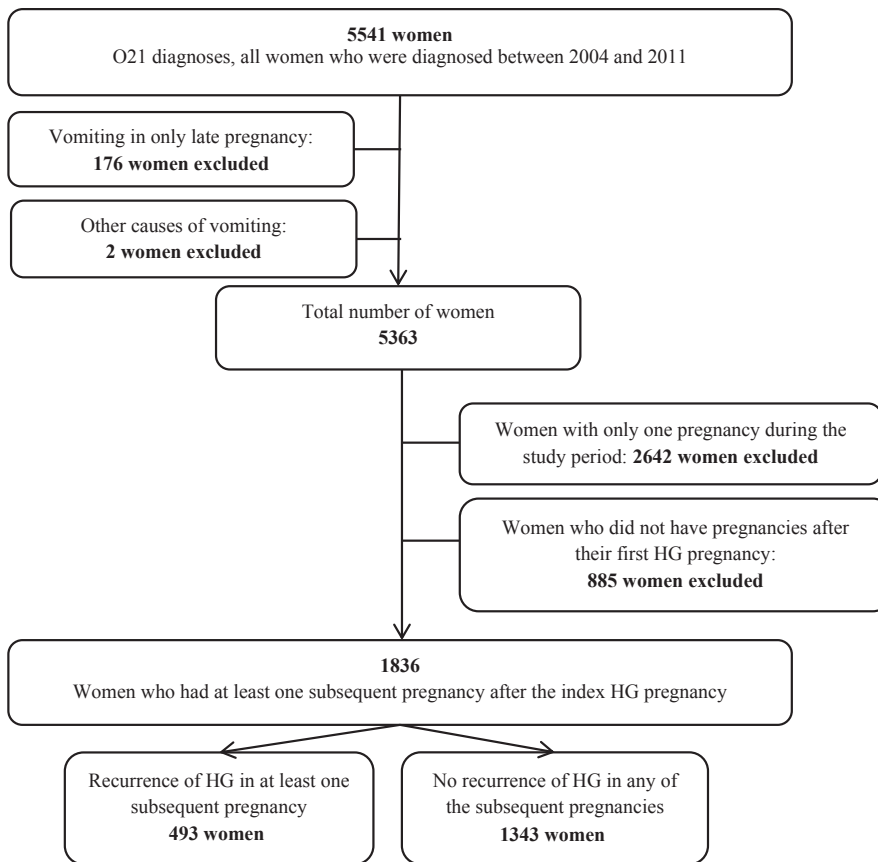 5541 women
O21 diagnoses, all women who were diagnosed between 2004 and 2011
Vomiting in only late pregnancy:
176 women excluded
Other causes of vomiting:
2 women excluded
Total number of women
5363
Women with only one pregnancy during the
study period: 2642 women excluded
Women who did not have pregnancies after
their first HG pregnancy:
885 women excluded
1836
Women who had at least one subsequent pregnancy after the index HG pregnancy
Recurrence of HG in at least one
subsequent pregnancy
493 women
No recurrence of HG in any of
the subsequent pregnancies
1343 women